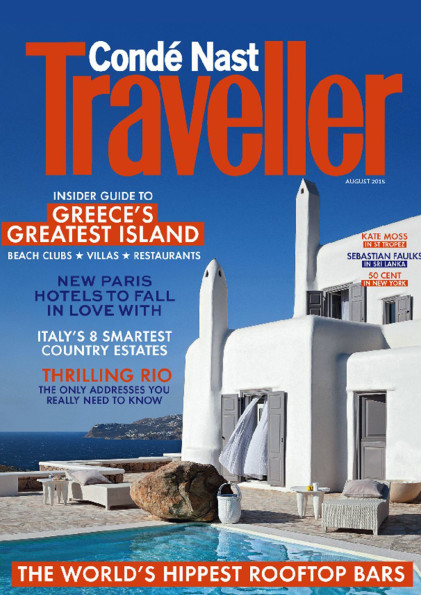 Condé Nast
Traveller
AUGUST 2016
INSIDER GUIDE TO
GREECE'S
GREATEST ISLAND
BEACH CLUBS ★ VILLAS ★ RESTAURANTS
NEW PARIS
HOTELS TO FALL
IN LOVE WITH
ITALY'S 8 SMARTEST
COUNTRY ESTATES
THRILLING RIO
THE ONLY ADDRESSES YOU
REALLY NEED TO KNOW
KATE MOSS
IN ST TROPEZ
SEBASTIAN FAULKS
IN SRI LANKA
50 CENT
IN NEW YORK
THE WORLD'S HIPPEST ROOFTOP BARS